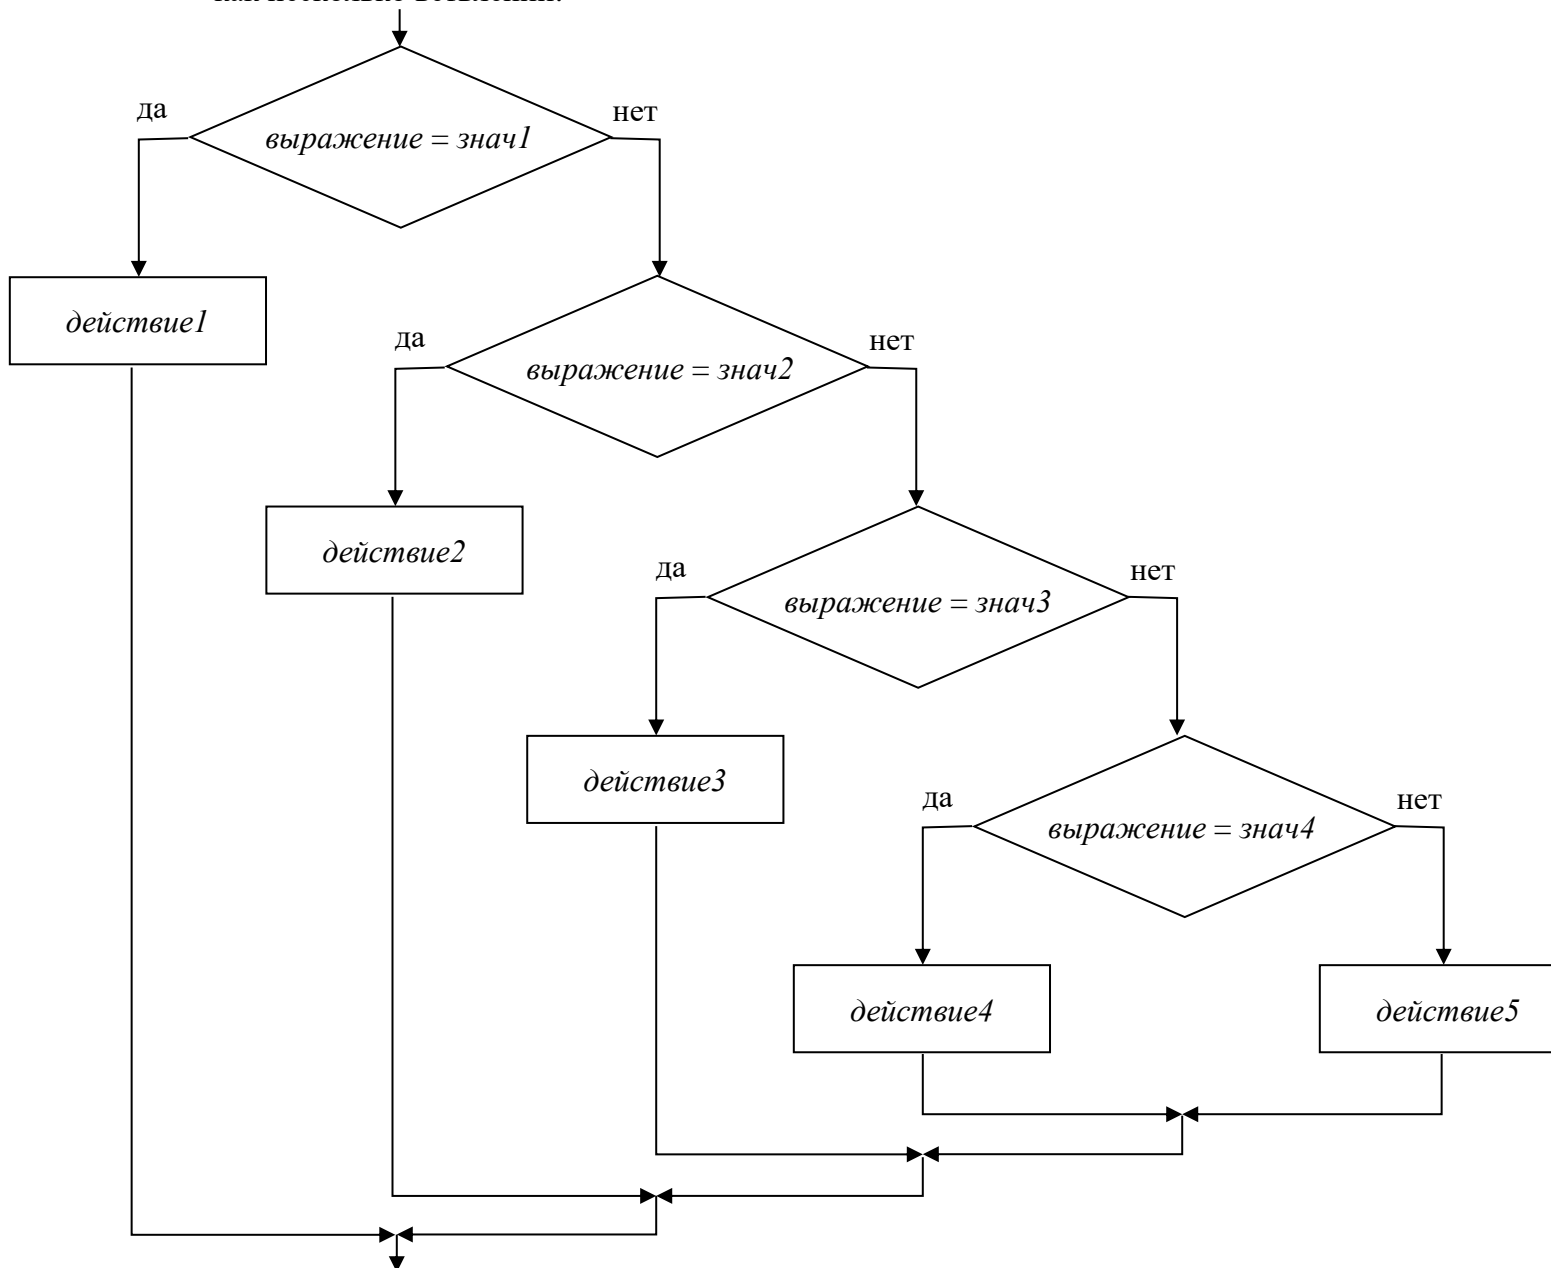 да
нет
выражение = знач1
действие1
да
нет
выражение = знач2
действие2
да
нет
выражение = знач3
действие3
да
нет
выражение = знач4
действие4
действие5